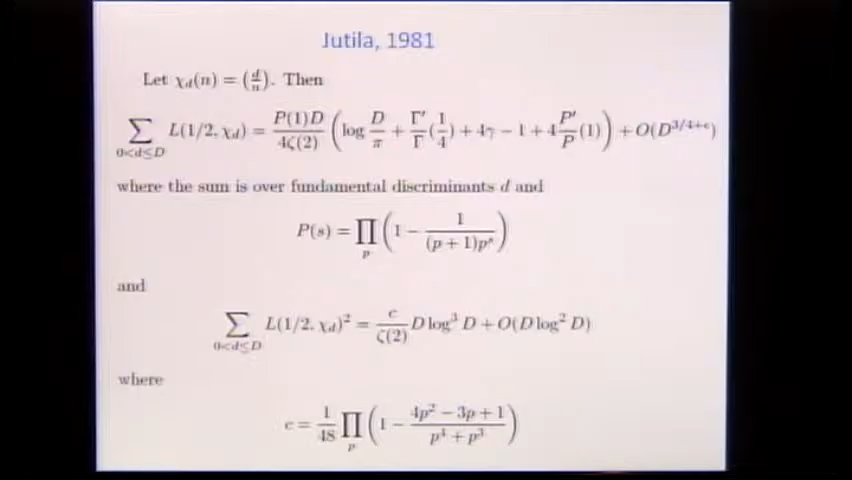 Jutila, 1981
Let χ_d(n) = (d/n). Then
∑_{0<d≤D} L(1/2, χ_d) = P(1)D/4ζ(2) (log D/π + Γ′/Γ(1/4) + 4γ − 1 + 4 P′/P(1)) + O(D^{3/4+ϵ})
where the sum is over fundamental discriminants d and
P(s) = ∏_p (1 − 1/((p + 1)p^s))
and
∑_{0<d≤D} L(1/2, χ_d)^2 = c/ζ(2) D log^3 D + O(D log^2 D)
where
c = 1/48 ∏_p (1 − (4p^2 − 3p + 1)/(p^4 + p^3))